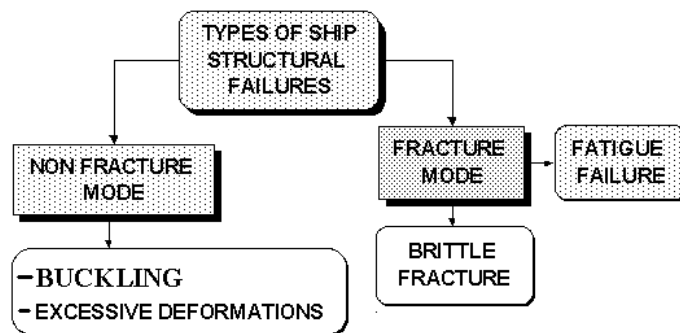 TYPES OF SHIP
STRUCTURAL
FAILURES
NON FRACTURE
MODE
FRACTURE
MODE
FATIGUE
FAILURE
–BUCKLING
–EXCESSIVE DEFORMATIONS
BRITTLE
FRACTURE